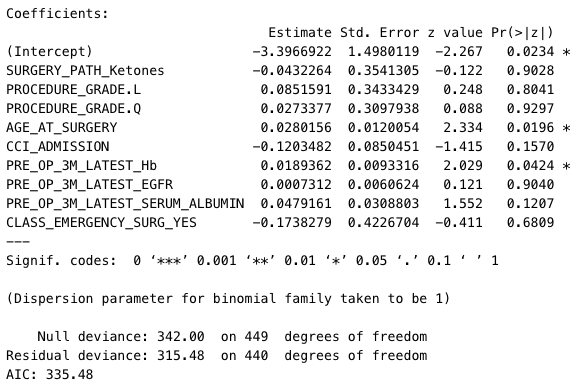 Coefficients:
                              Estimate Std. Error z value Pr(>|z|)
(Intercept)                 -3.3966922  1.4980119  -2.267   0.0234 *
SURGERY_PATH_Ketones        -0.0432264  0.3541305  -0.122   0.9028
PROCEDURE_GRADE.L            0.0851591  0.3433429   0.248   0.8041
PROCEDURE_GRADE.Q            0.0273377  0.3097938   0.088   0.9297
AGE_AT_SURGERY               0.0280156  0.0120054   2.334   0.0196 *
CCI_ADMISSION               -0.1203482  0.0850451  -1.415   0.1570
PRE_OP_3M_LATEST_Hb          0.0189362  0.0093316   2.029   0.0424 *
PRE_OP_3M_LATEST_EGFR        0.0007312  0.0060624   0.121   0.9040
PRE_OP_3M_LATEST_SERUM_ALBUMIN  0.0479161  0.0308803   1.552   0.1207
CLASS_EMERGENCY_SURG_YES    -0.1738279  0.4226704  -0.411   0.6809
---
Signif. codes:  0 ‘***’ 0.001 ‘**’ 0.01 ‘*’ 0.05 ‘.’ 0.1 ‘ ’ 1
(Dispersion parameter for binomial family taken to be 1)
    Null deviance: 342.00  on 449  degrees of freedom
Residual deviance: 315.48  on 440  degrees of freedom
AIC: 335.48